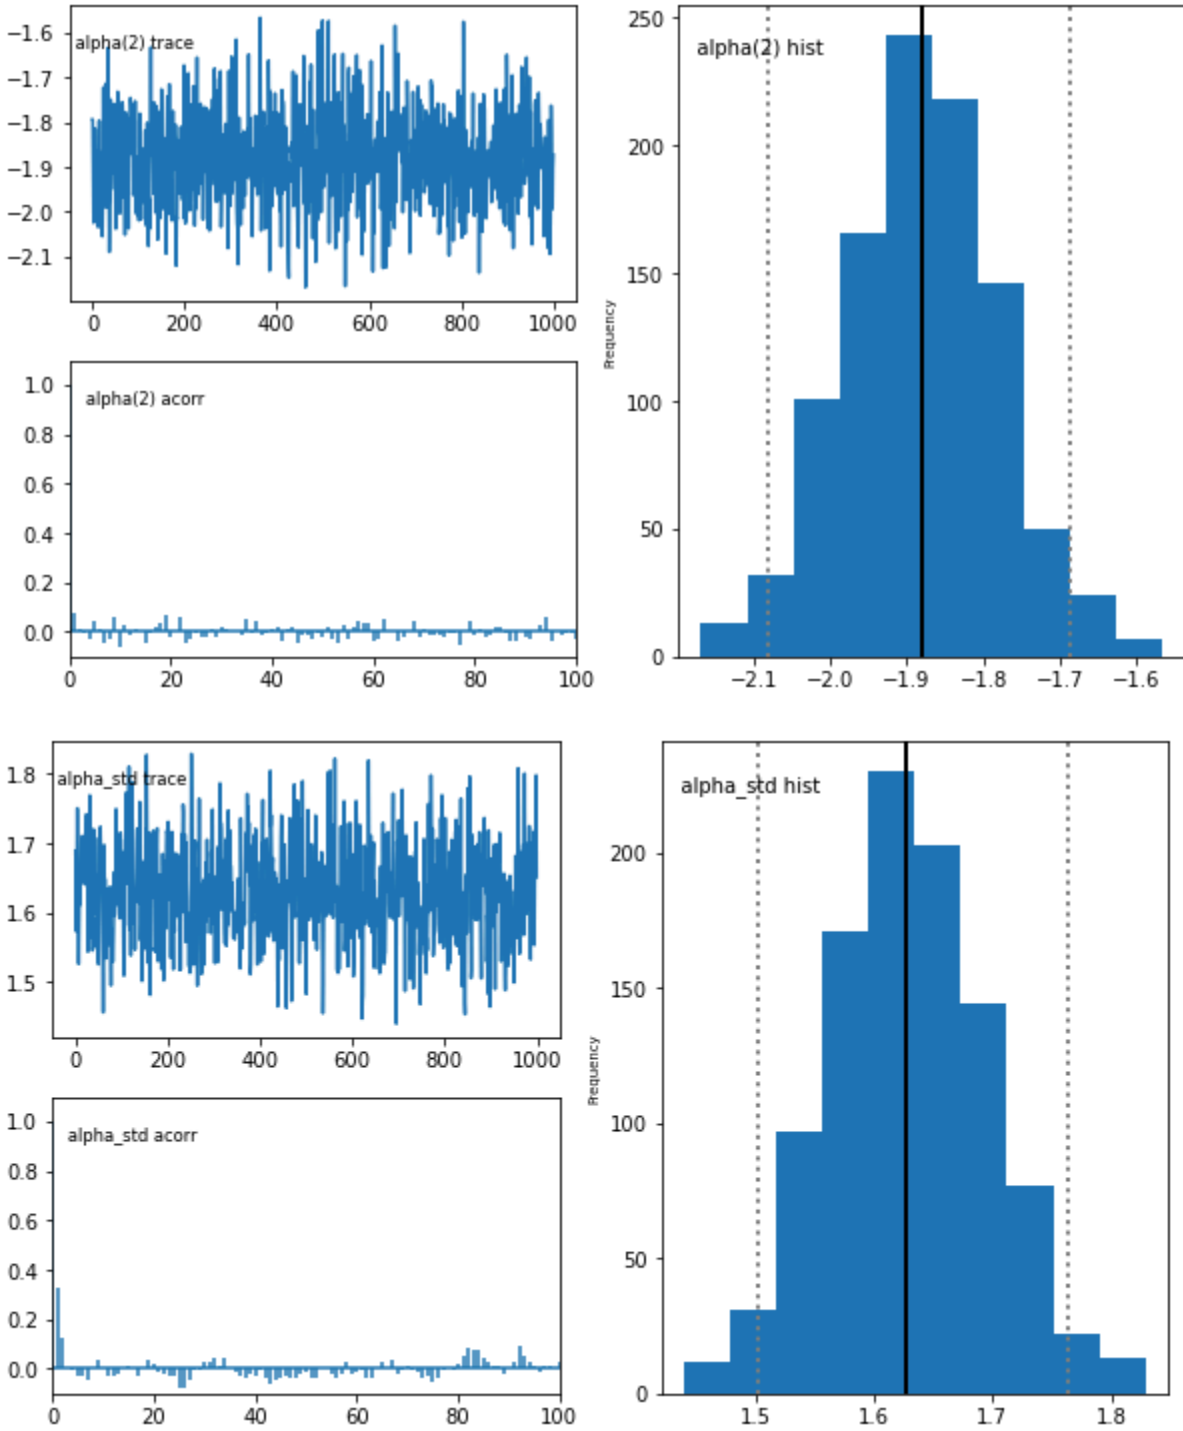 alpha(2) trace
−1.6
−1.7
−1.8
−1.9
−2.0
−2.1
0 200 400 600 800 1000
alpha(2) acorr
1.0
0.8
0.6
0.4
0.2
0.0
0 20 40 60 80 100
alpha(2) hist
Frequency
250
200
150
100
50
0
−2.1 −2.0 −1.9 −1.8 −1.7 −1.6
alpha_std trace
1.8
1.7
1.6
1.5
0 200 400 600 800 1000
alpha_std acorr
1.0
0.8
0.6
0.4
0.2
0.0
0 20 40 60 80 100
alpha_std hist
Frequency
200
150
100
50
0
1.5 1.6 1.7 1.8